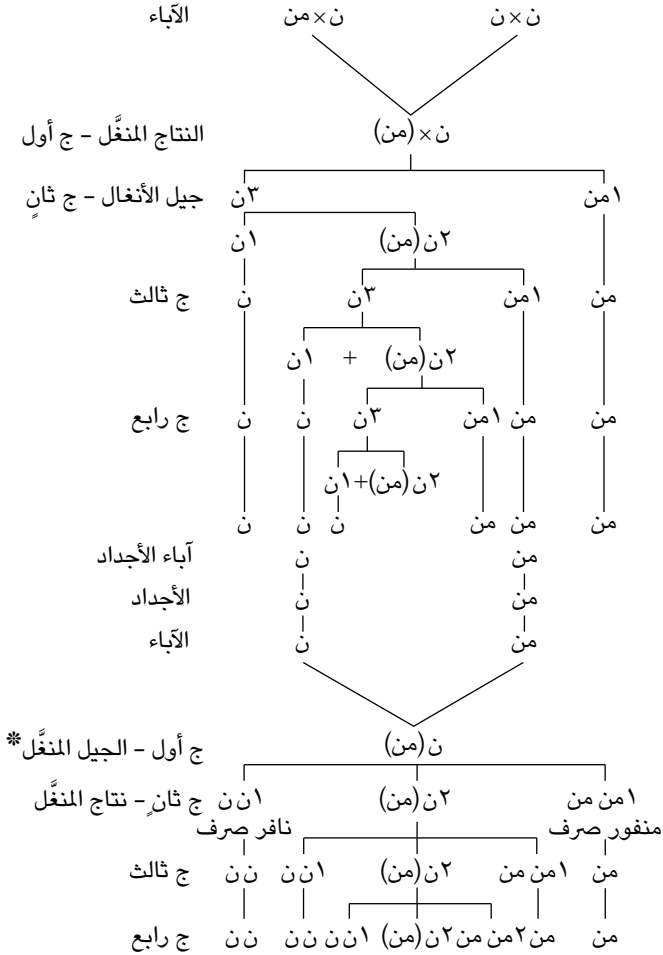 الآباء ن×من ن×ن
النتاج المنغَّل – ج أول ن×(من)
جيل الأنغال – ج ثانٍ ٣ن ١من
١ن ٢ن(من)
ج ثالث ن ٣ن ١من من
١ن + ٢ن(من)
ج رابع ن ن ٣ن ١من من من
١ن+٢ن(من)
ن ن ن من من من
آباء الأجداد ن من
الأجداد ن من
الآباء ن من
ج أول – الجيل المنغَّل* ن(من)
ج ثانٍ – نتاج المنغَّل ١ن ن ٢ن(من) ١من من
نافر صرف منفور صرف
ج ثالث ن ن ١ن ن ٢ن(من) ١من من من
ج رابع ن ن ن ن ١ن ن ٢ن(من) ٢من من من من